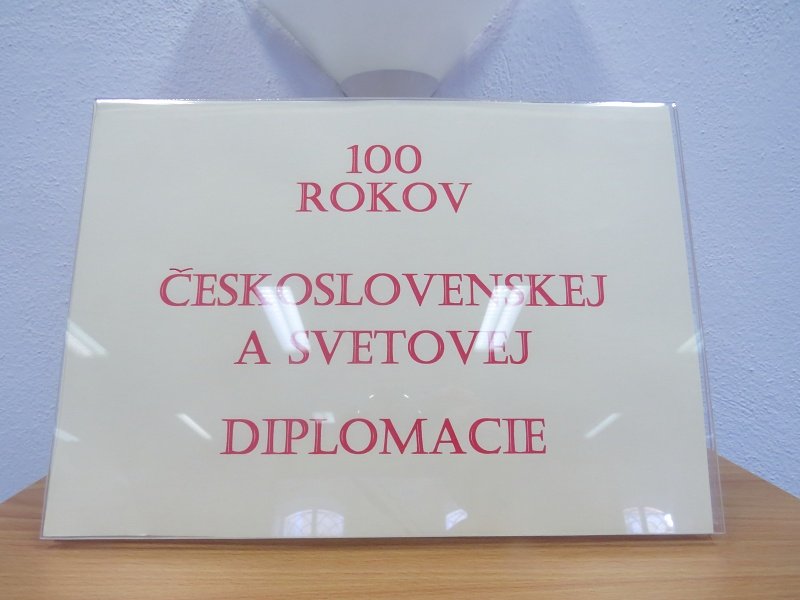 100
ROKOV
ČESKOSLOVENSKEJ
A SVETOVEJ
DIPLOMACIE